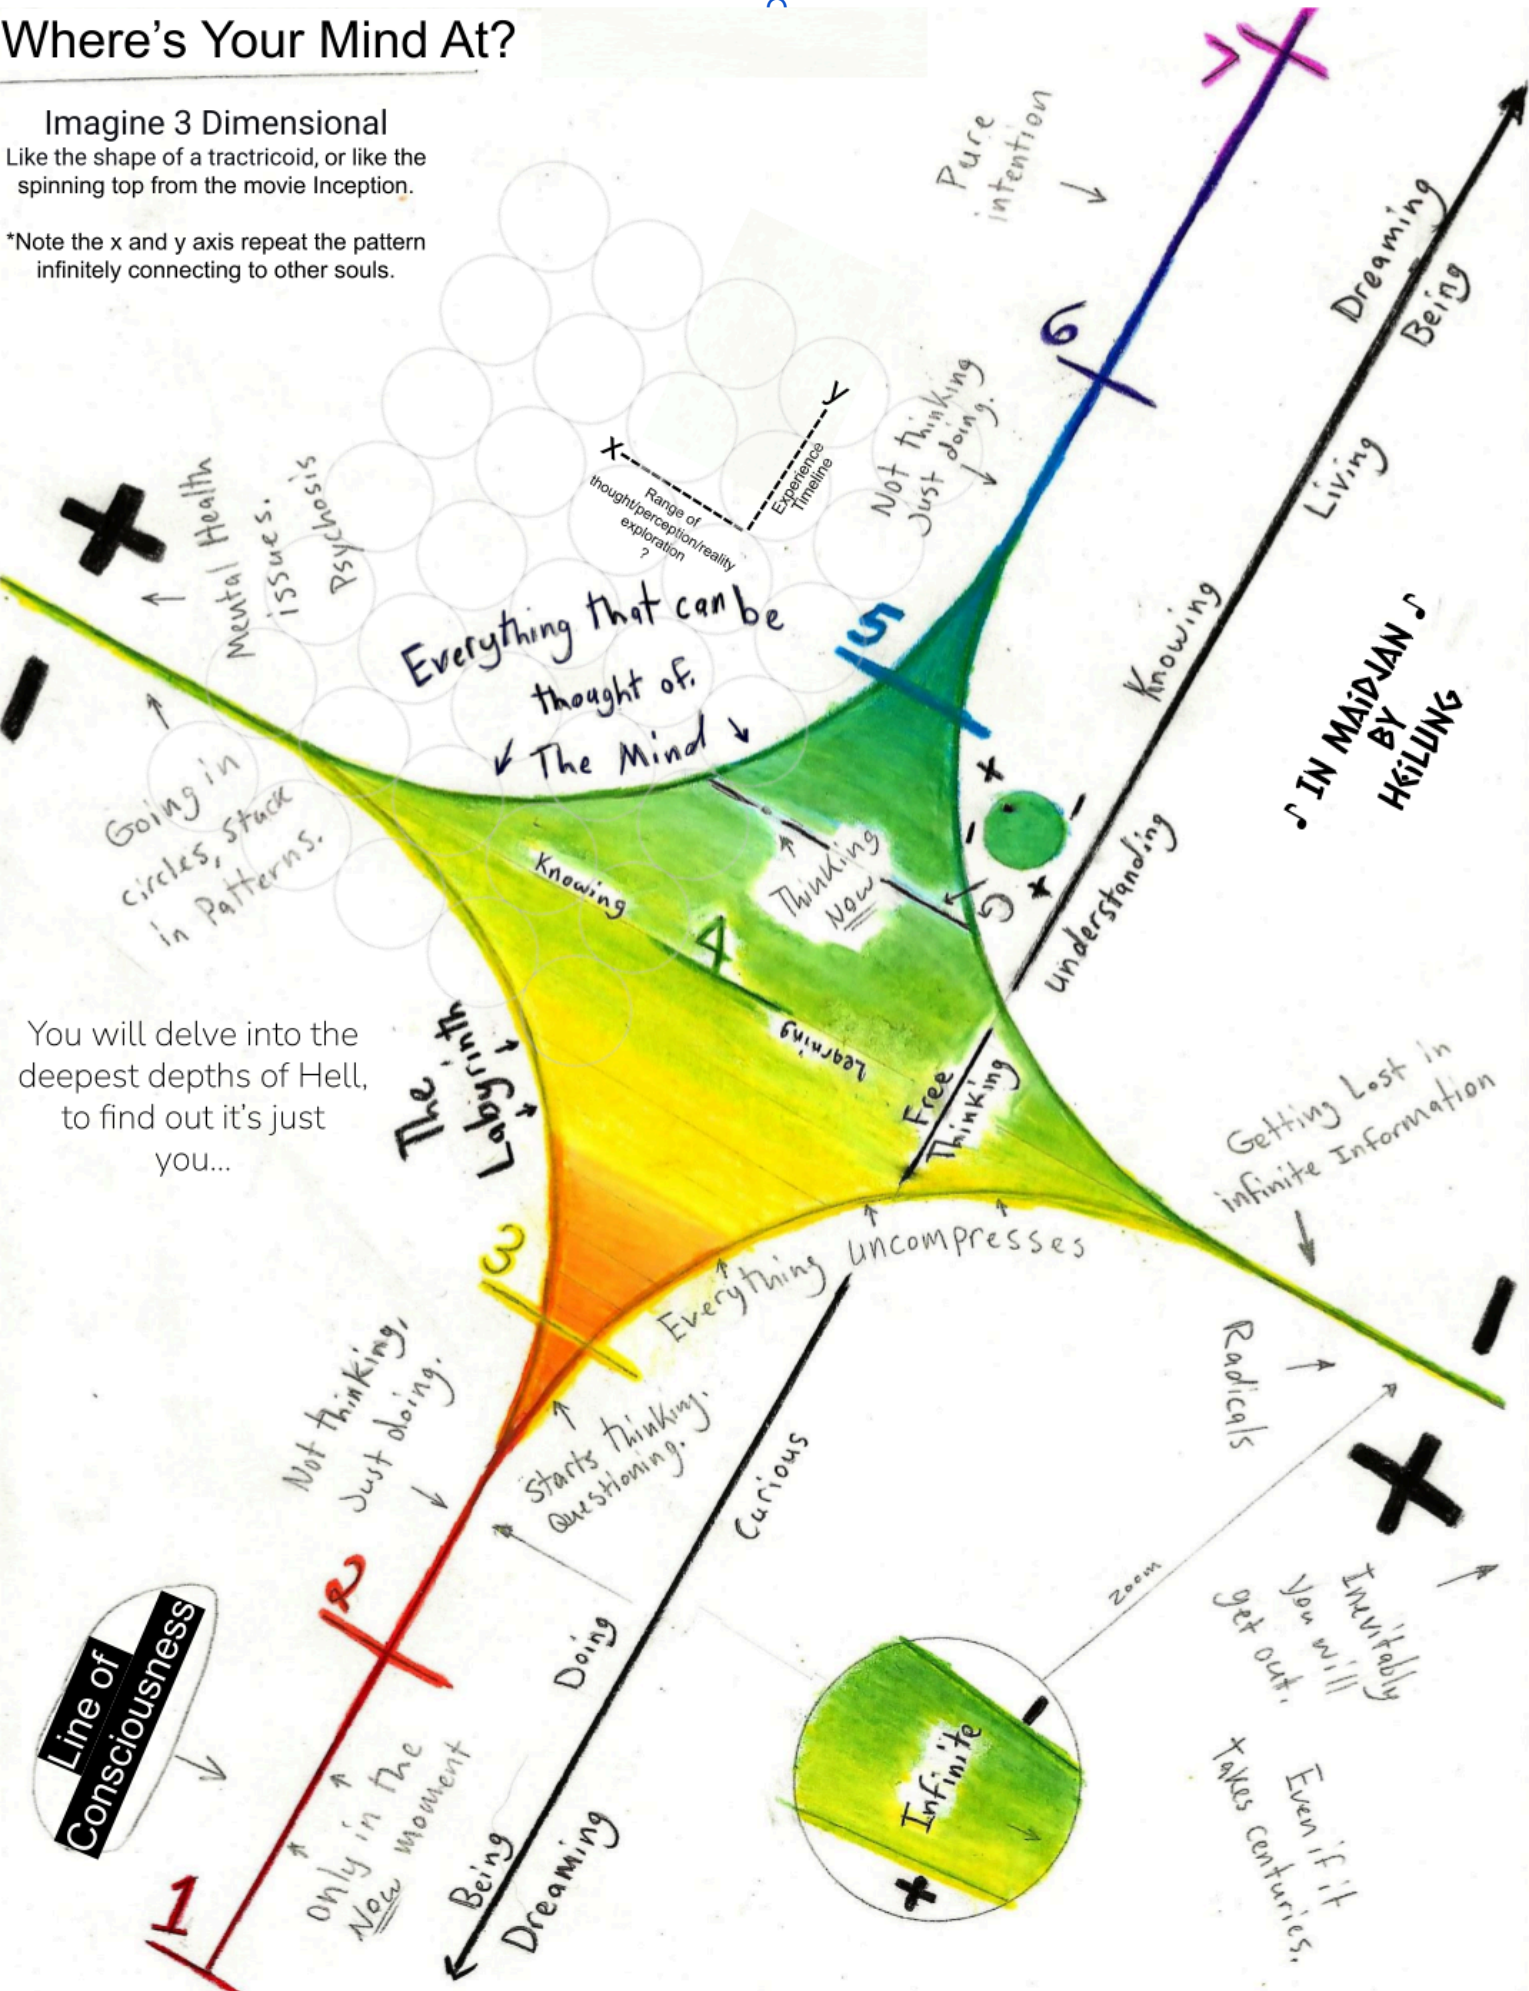 Where's Your Mind At?
Imagine 3 Dimensional
Like the shape of a tractricoid, or like the
spinning top from the movie Inception.
*Note the x and y axis repeat the pattern
infinitely connecting to other souls.
7
Pure
intention
Dreaming
Being
6
Not thinking
Just doing.
Living
x
y
Range of
thought/perception/reality
exploration
?
Experience
Timeline
+
-
Mental Health
issues.
Psychosis
Everything that can be
thought of.
The Mind
5
Knowing
♪ IN MAIDJAN ♪
BY
HEILUNG
Going in
circles, stuck
in Patterns.
Knowing
Thinking
Now
4
Learning
x
-
-
x
understanding
You will delve into the
deepest depths of Hell,
to find out it's just
you...
The
Labyrinth
Free
Thinking
Getting Lost in
infinite Information
3
Everything uncompresses
Not thinking,
Just doing.
Starts thinking.
Questioning.
Curious
Radicals
-
+
zoom
Inevitably
you will
get out.
Even if it
takes centuries.
2
Doing
Line of
Consciousness
Only in the
Now moment
Being
Dreaming
Infinite
-
+
1